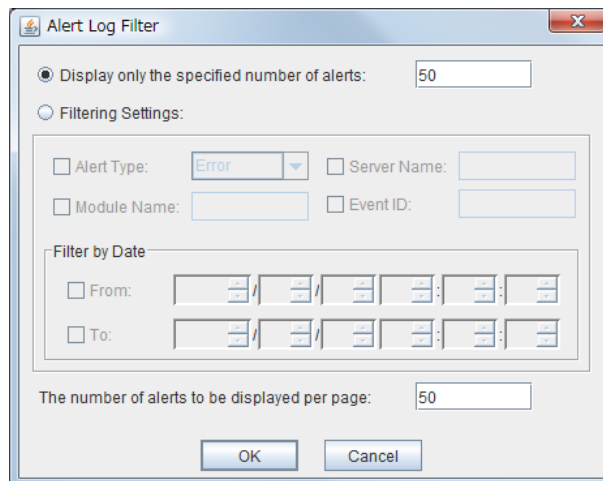 Alert Log Filter
Display only the specified number of alerts: 50
Filtering Settings:
Alert Type: Error Server Name:
Module Name: Event ID:
Filter by Date
From: / / : :
To: / / : :
The number of alerts to be displayed per page: 50
OK Cancel